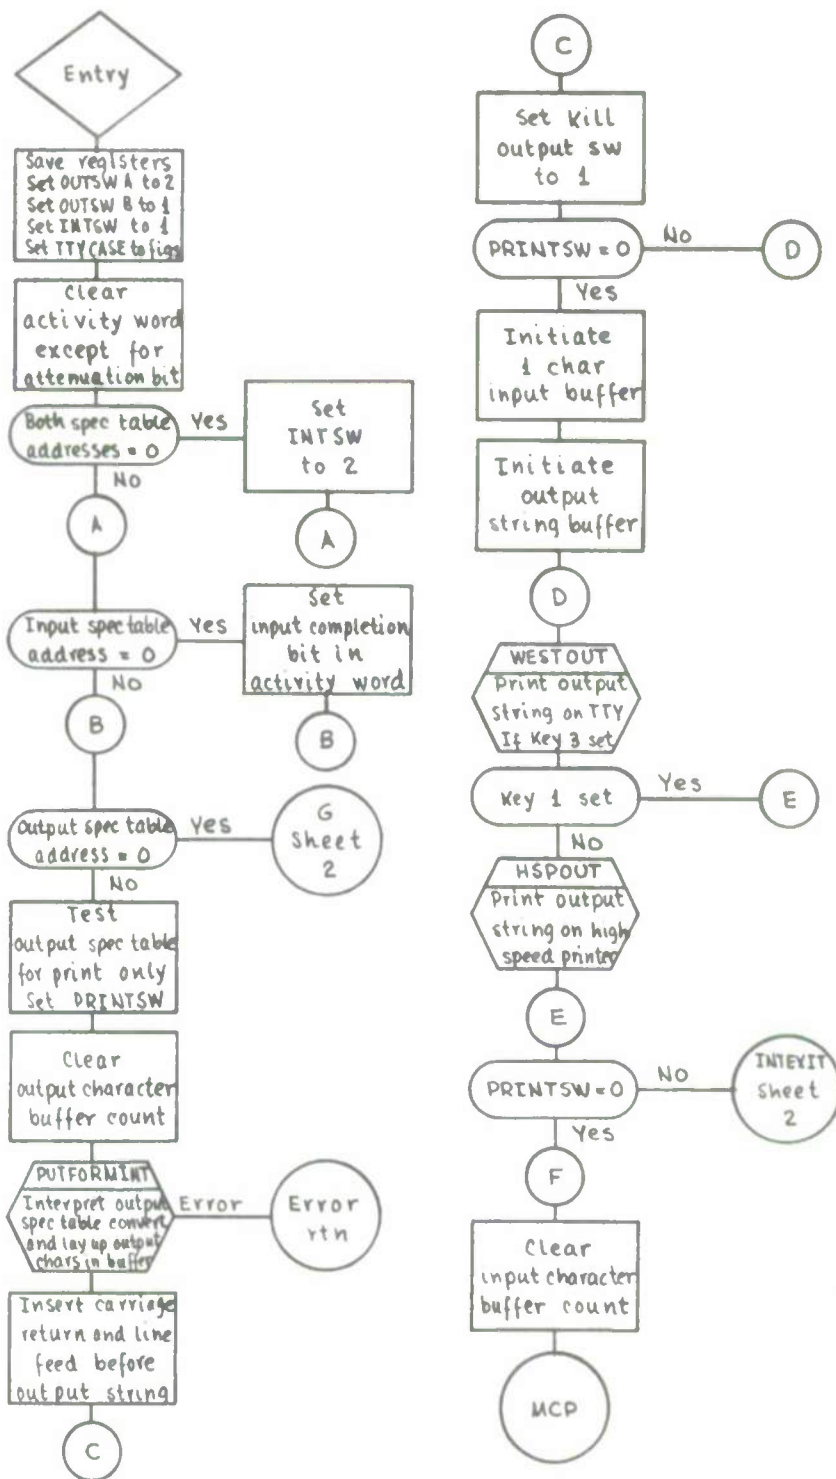 Entry
Save registers
Set OUTSW A to 2
Set OUTSW B to 1
Set INTSW to 1
Set TTYCASE to figs
Clear
activity word
except for
attenuation bit
Both spec table
addresses = 0
Yes
Set
INTSW
to 2
A
No
A
Input spec table
address = 0
Yes
Set
input completion
bit in
activity word
B
No
B
Output spec table
address = 0
Yes
G
Sheet
2
No
Test
output spec table
for print only
Set PRINTSW
Clear
output character
buffer count
PUTFORMINT
Interpret output
spec table convert
and lay up output
chars in buffer
Error
Error
rtn
Insert carriage
return and line
feed before
output string
C
C
Set Kill
output SW
to 1
PRINTSW = 0
No
D
Yes
Initiate
1 char
input buffer
Initiate
output
string buffer
D
WESTOUT
Print output
string on TTY
If Key 3 set
Key 1 set
Yes
E
No
HSPOUT
Print output
string on high
speed printer
E
PRINTSW = 0
No
INTEXIT
Sheet
2
Yes
F
Clear
input character
buffer count
MCP